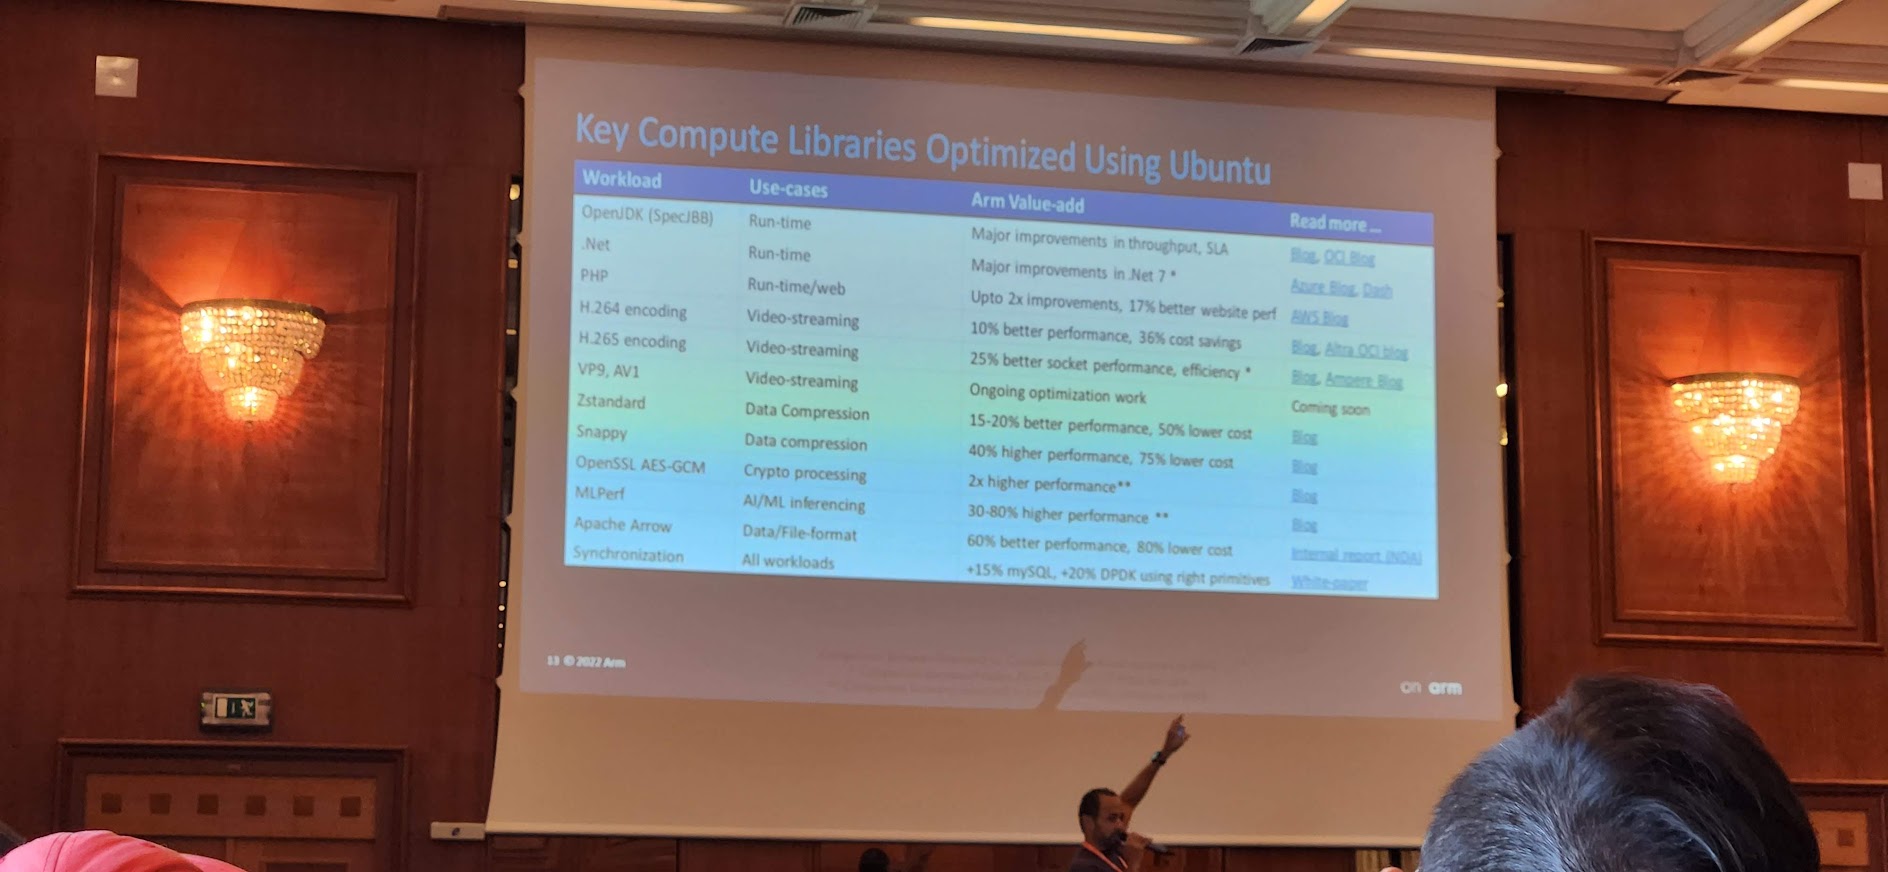 Key Compute Libraries Optimized Using Ubuntu
Workload Use-cases Arm Value-add Read more ...
OpenJDK (SpecJBB) Run-time Major improvements in throughput, SLA Blog, OCI Blog
.Net Run-time Major improvements in .Net 7 * Azure Blog, Dash
PHP Run-time/web Upto 2x improvements, 17% better website perf AWS Blog
H.264 encoding Video-streaming 10% better performance, 36% cost savings Blog, Altra OCI blog
H.265 encoding Video-streaming 25% better socket performance, efficiency * Blog, Ampere Blog
VP9, AV1 Video-streaming Ongoing optimization work Coming soon
Zstandard Data Compression 15-20% better performance, 50% lower cost Blog
Snappy Data compression 40% higher performance, 75% lower cost Blog
OpenSSL AES-GCM Crypto processing 2x higher performance** Blog
MLPerf AI/ML inferencing 30-80% higher performance ** Blog
Apache Arrow Data/File-format 60% better performance, 80% lower cost Internal report (NDA)
Synchronization All workloads +15% mySQL, +20% DPDK using right primitives White-paper
13 © 2022 Arm
on arm